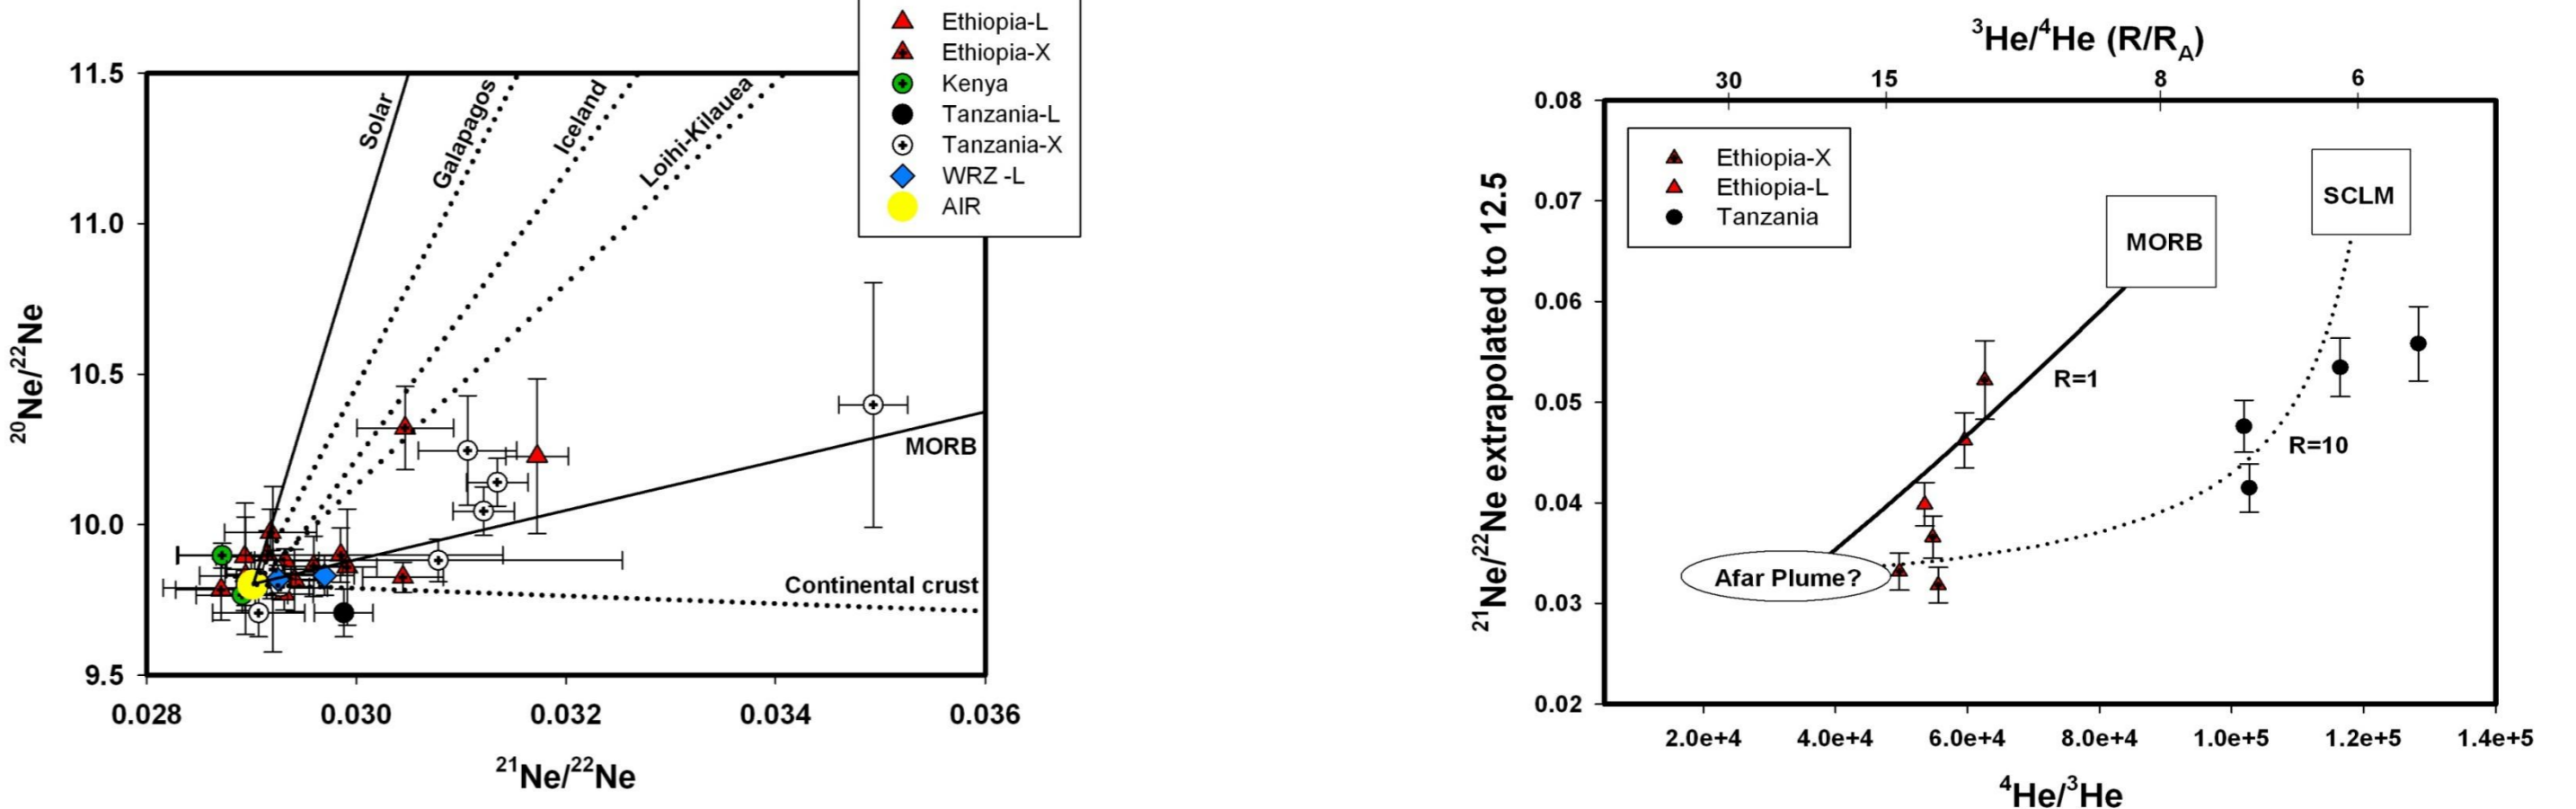 Ethiopia-L
Ethiopia-X
Kenya
Tanzania-L
Tanzania-X
WRZ -L
AIR
11.5
11.0
10.5
10.0
9.5
20Ne/22Ne
Solar
Galapagos
Iceland
Loihi-Kilauea
MORB
Continental crust
0.028
0.030
0.032
0.034
0.036
21Ne/22Ne
3He/4He (R/RA)
30
15
8
6
0.08
0.07
0.06
0.05
0.04
0.03
0.02
21Ne/22Ne extrapolated to 12.5
Ethiopia-X
Ethiopia-L
Tanzania
SCLM
MORB
R=1
R=10
Afar Plume?
2.0e+4
4.0e+4
6.0e+4
8.0e+4
1.0e+5
1.2e+5
1.4e+5
4He/3He